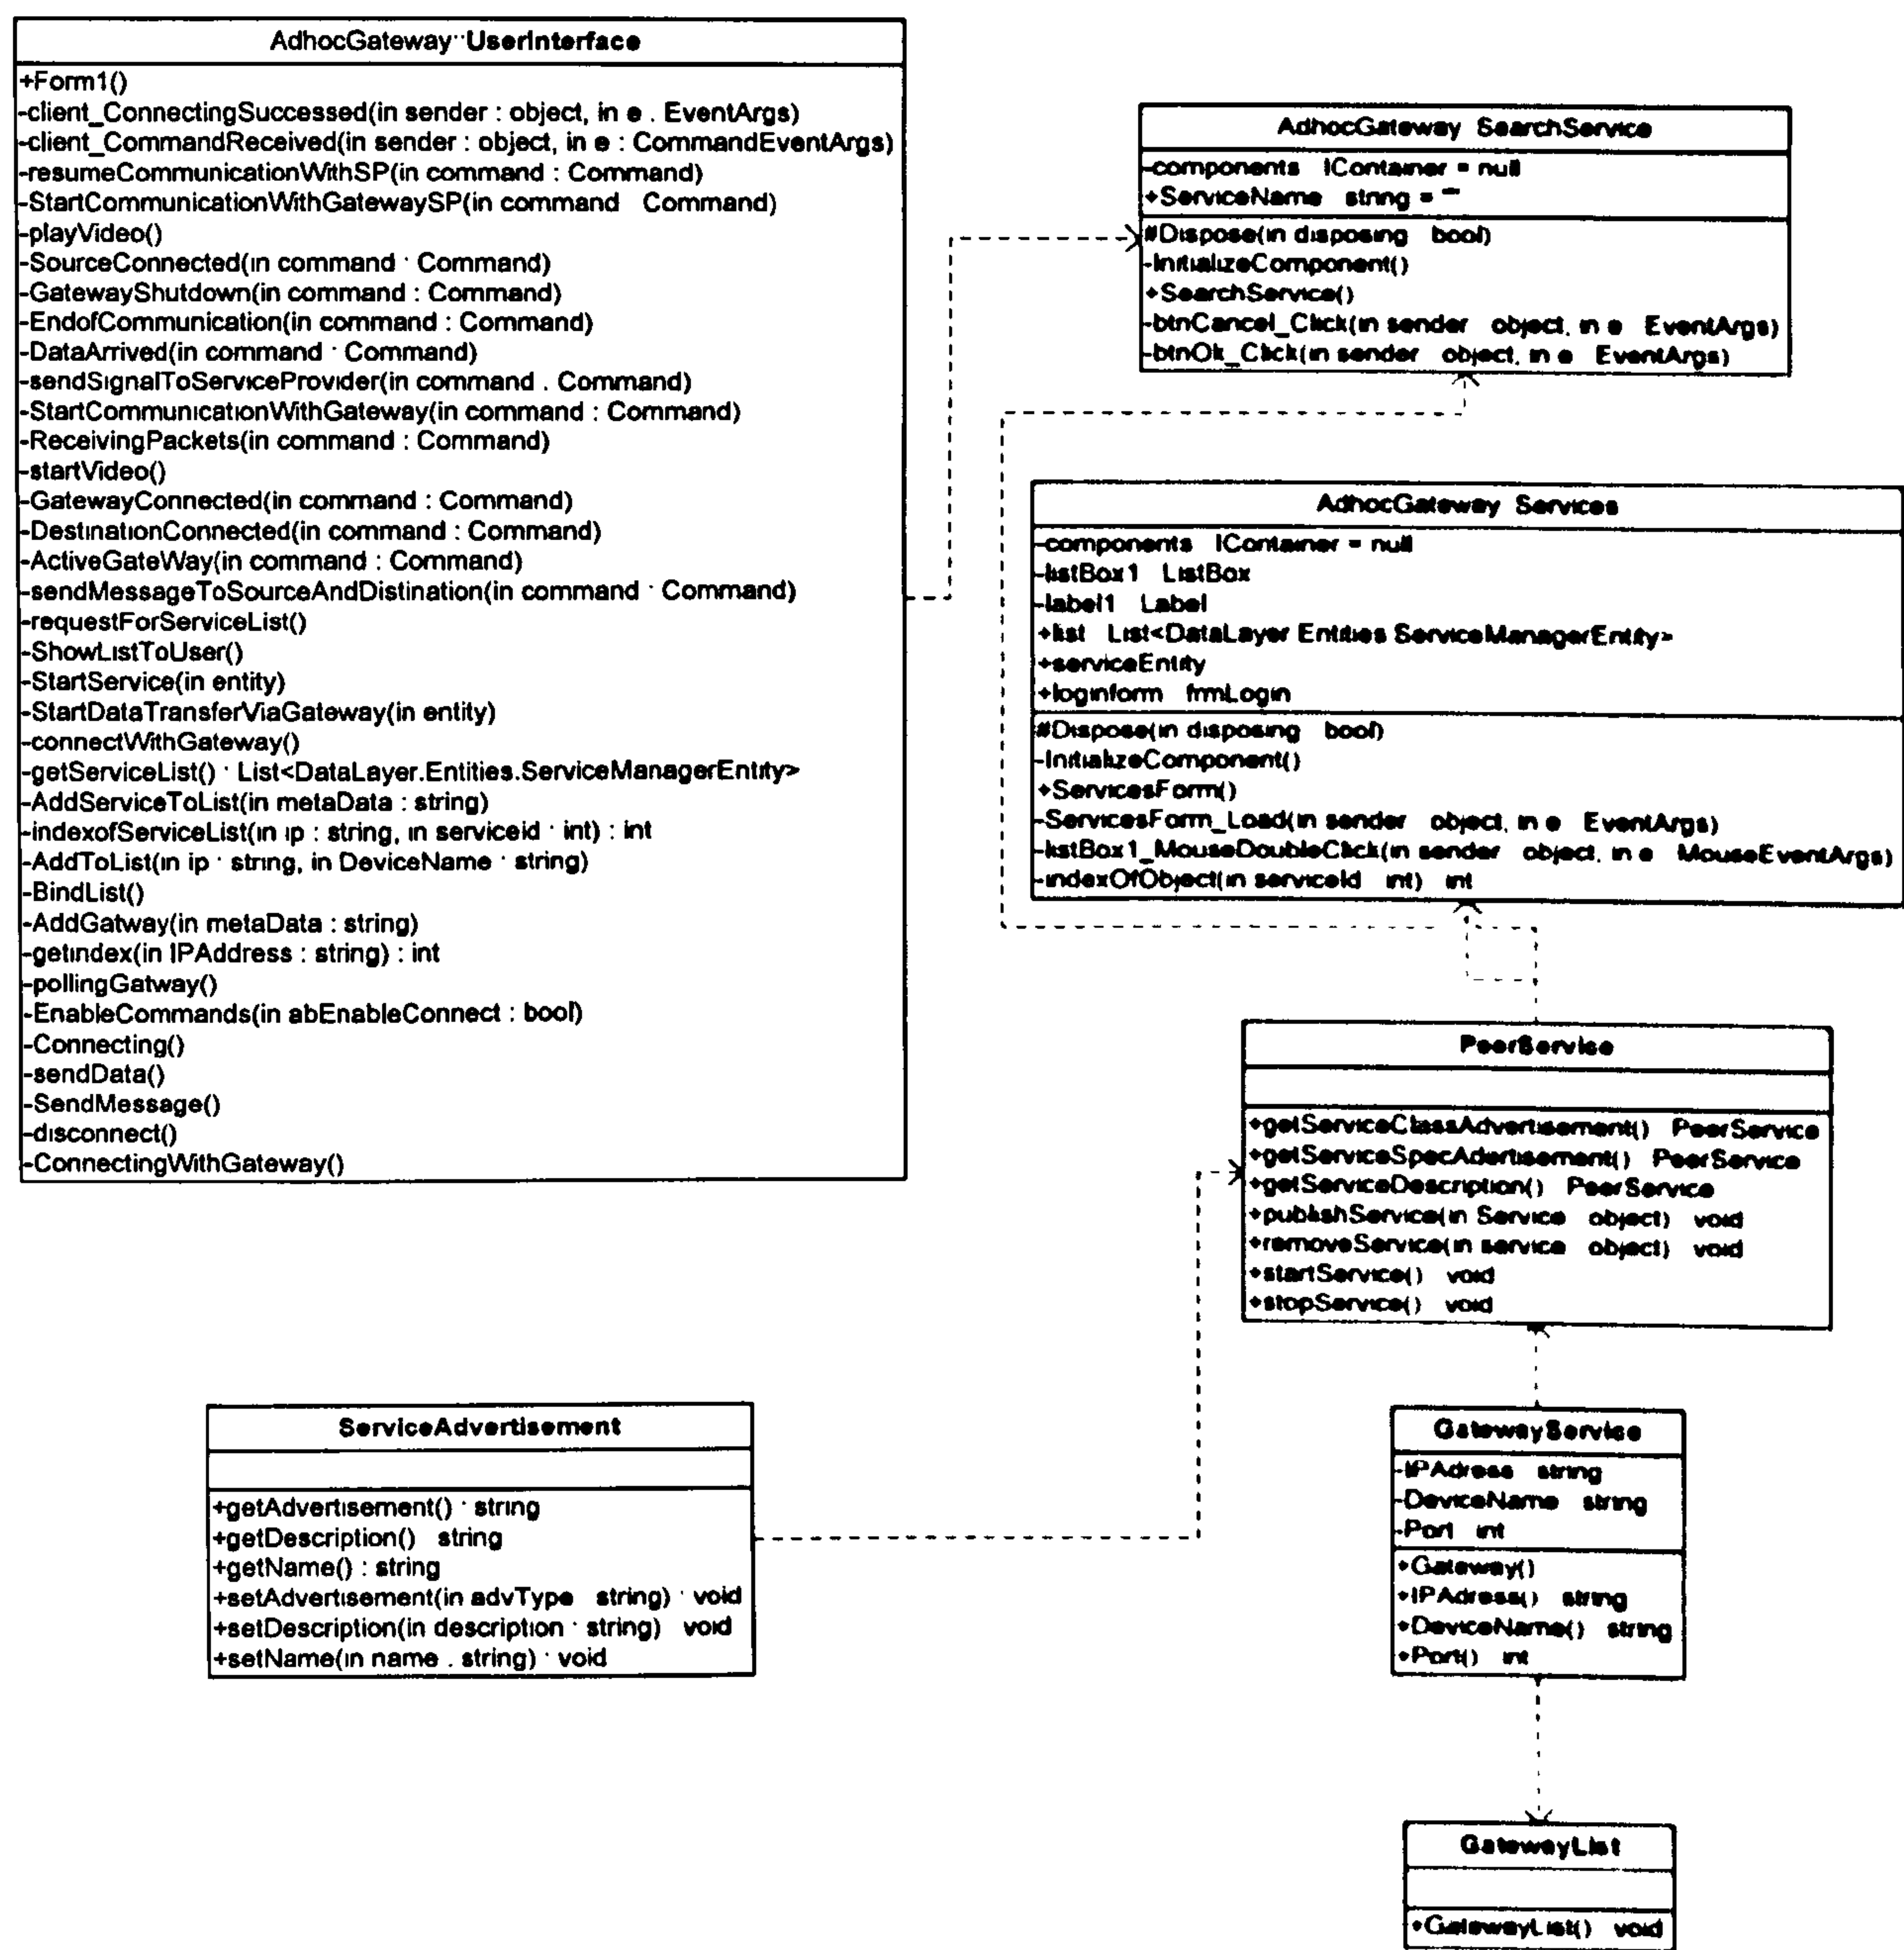 AdhocGateway::UserInterface
+Form1()
-client_ConnectingSuccessed(in sender : object, in e : EventArgs)
-client_CommandReceived(in sender : object, in e : CommandEventArgs)
-resumeCommunicationWithSP(in command : Command)
-StartCommunicationWithGatewaySP(in command Command)
-playVideo()
-SourceConnected(in command : Command)
-GatewayShutdown(in command : Command)
-EndofCommunication(in command : Command)
-DataArrived(in command : Command)
-sendSignalToServiceProvider(in command : Command)
-StartCommunicationWithGateway(in command : Command)
-ReceivingPackets(in command : Command)
-startVideo()
-GatewayConnected(in command : Command)
-DestinationConnected(in command : Command)
-ActiveGateWay(in command : Command)
-sendMessageToSourceAndDistination(in command : Command)
-requestForServiceList()
-ShowListToUser()
-StartService(in entity)
-StartDataTransferViaGateway(in entity)
-connectWithGateway()
-getServiceList() : List<DataLayer.Entities.ServiceManagerEntity>
-AddServiceToList(in metaData : string)
-indexofServiceList(in ip : string, in serviceid : int) : int
-AddToList(in ip : string, in DeviceName : string)
-BindList()
-AddGatway(in metaData : string)
-getindex(in IPAddress : string) : int
-pollingGatway()
-EnableCommands(in abEnableConnect : bool)
-Connecting()
-sendData()
-SendMessage()
-disconnect()
-ConnectingWithGateway()
AdhocGateway SearchService
-components IContainer = null
+ServiceName string = ""
#Dispose(in disposing bool)
-InitializeComponent()
+SearchService()
-btnCancel_Click(in sender object, in e EventArgs)
-btnOk_Click(in sender object, in e EventArgs)
AdhocGateway Services
-components IContainer = null
-listBox1 ListBox
-label1 Label
+list List<DataLayer Entities ServiceManagerEntity>
+serviceEntity
+loginform frmLogin
#Dispose(in disposing bool)
-InitializeComponent()
+ServicesForm()
-ServicesForm_Load(in sender object, in e EventArgs)
-listBox1_MouseDoubleClick(in sender object, in e MouseEventArgs)
-indexOfObject(in serviceId int) int
PeerService
+getServiceClassAdvertisement() PeerService
+getServiceSpecAdertisement() PeerService
+getServiceDescription() PeerService
+publishService(in Service object) void
+removeService(in service object) void
+startService() void
+stopService() void
ServiceAdvertisement
+getAdvertisement() : string
+getDescription() string
+getName() : string
+setAdvertisement(in advType string) : void
+setDescription(in description : string) void
+setName(in name : string) : void
GatewayService
-IPAdress string
-DeviceName string
-Port int
+Gateway()
+IPAdress() string
+DeviceName() string
+Port() int
GatewayList
+GatewayList() void